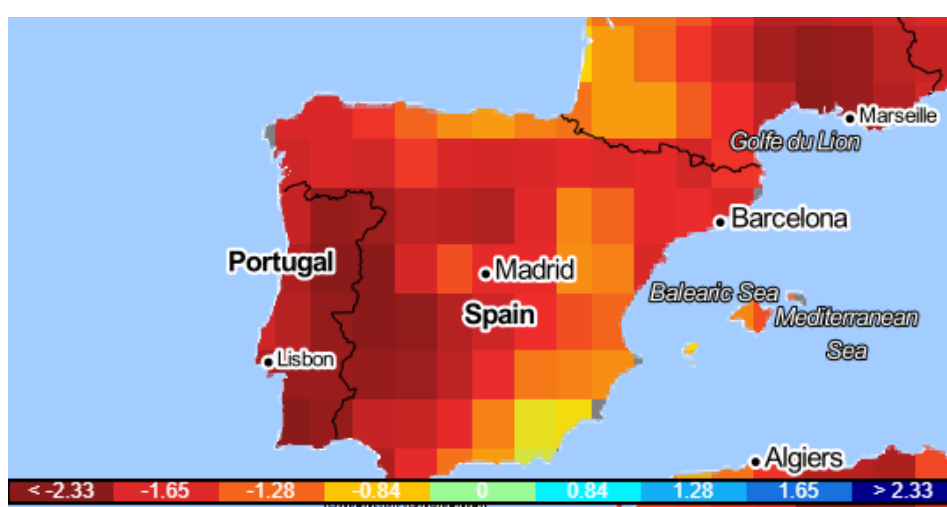 Marseille
Golfe du Lion
Barcelona
Portugal
Madrid
Balearic Sea
Spain
Mediterranean
Sea
Lisbon
Algiers
< -2.33 -1.65 -1.28 -0.84 0 0.84 1.28 1.65 > 2.33